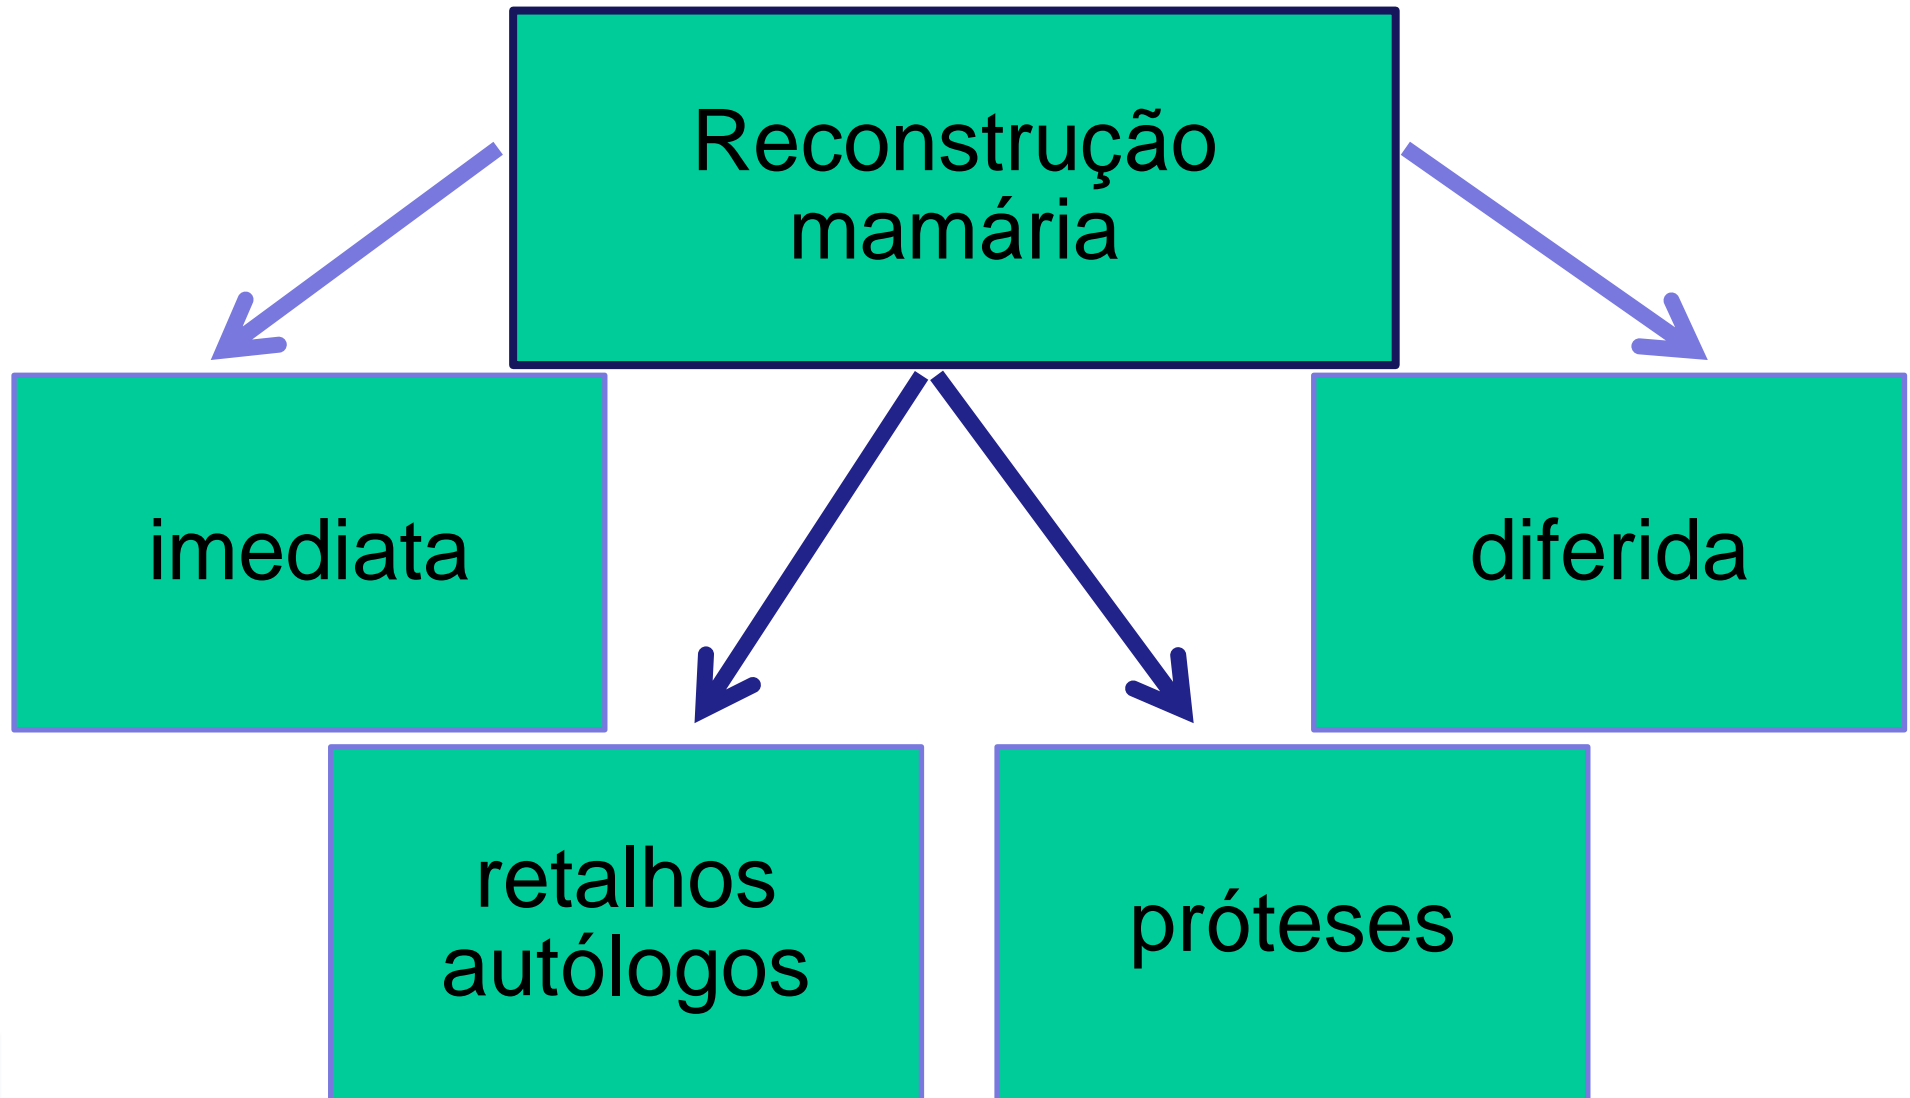 Reconstrução
mamária
imediata
diferida
retalhos
autólogos
próteses